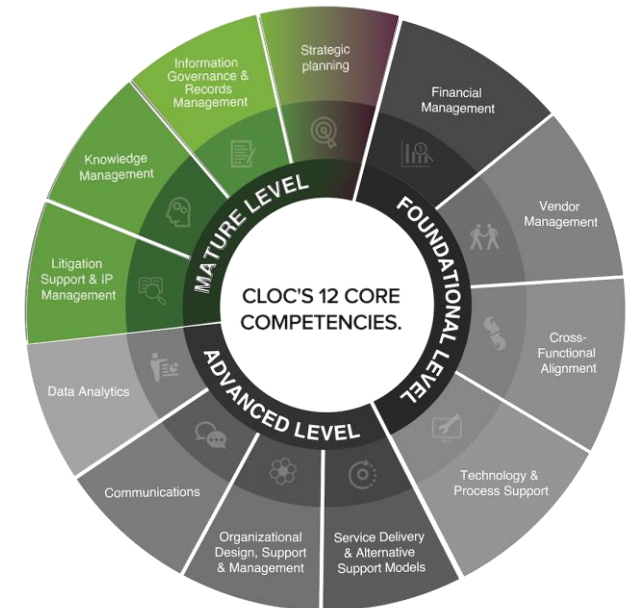 CLOC'S 12 CORE
COMPETENCIES.
FOUNDATIONAL LEVEL
Financial
Management
Vendor
Management
Cross-
Functional
Alignment
Technology &
Process Support
ADVANCED LEVEL
Service Delivery
& Alternative
Support Models
Organizational
Design, Support
& Management
Communications
Data Analytics
MATURE LEVEL
Litigation
Support & IP
Management
Knowledge
Management
Information
Governance &
Records
Management
Strategic
planning